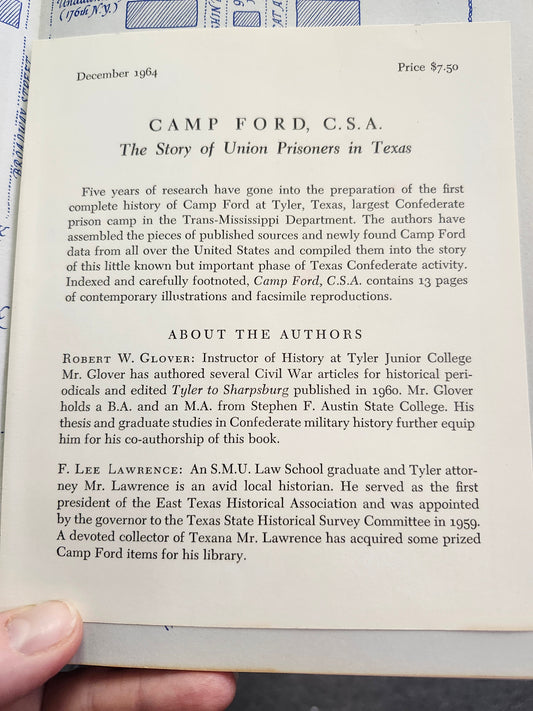 (176th N.Y.)
BROADWAY STREET
December 1964
Price $7.50
CAMP FORD, C.S.A.
The Story of Union Prisoners in Texas
Five years of research have gone into the preparation of the first
complete history of Camp Ford at Tyler, Texas, largest Confederate
prison camp in the Trans-Mississippi Department. The authors have
assembled the pieces of published sources and newly found Camp Ford
data from all over the United States and compiled them into the story
of this little known but important phase of Texas Confederate activity.
Indexed and carefully footnoted, Camp Ford, C.S.A. contains 13 pages
of contemporary illustrations and facsimile reproductions.
ABOUT THE AUTHORS
ROBERT W. GLOVER: Instructor of History at Tyler Junior College
Mr. Glover has authored several Civil War articles for historical peri-
odicals and edited Tyler to Sharpsburg published in 1960. Mr. Glover
holds a B.A. and an M.A. from Stephen F. Austin State College. His
thesis and graduate studies in Confederate military history further equip
him for his co-authorship of this book.
F. LEE LAWRENCE: An S.M.U. Law School graduate and Tyler attor-
ney Mr. Lawrence is an avid local historian. He served as the first
president of the East Texas Historical Association and was appointed
by the governor to the Texas State Historical Survey Committee in 1959.
A devoted collector of Texana Mr. Lawrence has acquired some prized
Camp Ford items for his library.